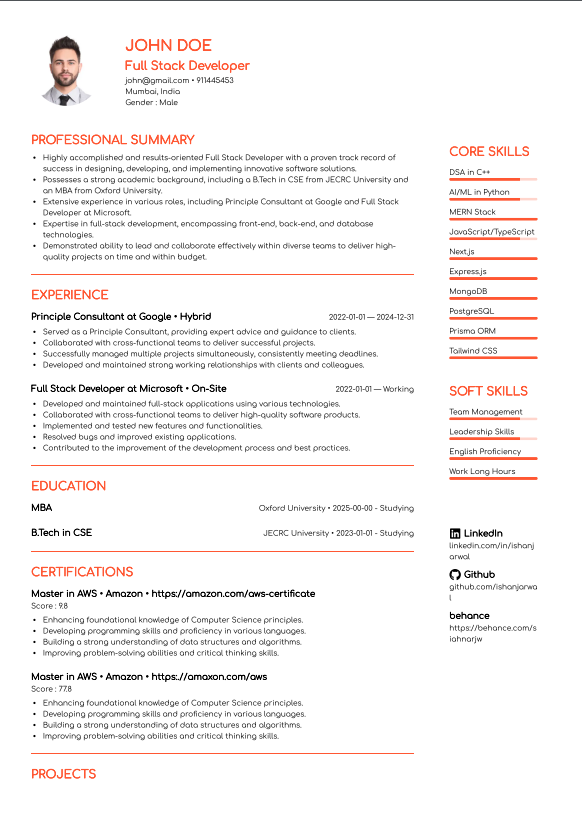 JOHN DOE
Full Stack Developer
john@gmail.com • 911445453
Mumbai, India
Gender : Male
PROFESSIONAL SUMMARY
• Highly accomplished and results-oriented Full Stack Developer with a proven track record of
success in designing, developing, and implementing innovative software solutions.
• Possesses a strong academic background, including a B.Tech in CSE from JECRC University and
an MBA from Oxford University.
• Extensive experience in various roles, including Principle Consultant at Google and Full Stack
Developer at Microsoft.
• Expertise in full-stack development, encompassing front-end, back-end, and database
technologies.
• Demonstrated ability to lead and collaborate effectively within diverse teams to deliver high-
quality projects on time and within budget.
EXPERIENCE
Principle Consultant at Google • Hybrid 2022-01-01 — 2024-12-31
• Served as a Principle Consultant, providing expert advice and guidance to clients.
• Collaborated with cross-functional teams to deliver successful projects.
• Successfully managed multiple projects simultaneously, consistently meeting deadlines.
• Developed and maintained strong working relationships with clients and colleagues.
Full Stack Developer at Microsoft • On-Site 2022-01-01 — Working
• Developed and maintained full-stack applications using various technologies.
• Collaborated with cross-functional teams to deliver high-quality software products.
• Implemented and tested new features and functionalities.
• Resolved bugs and improved existing applications.
• Contributed to the improvement of the development process and best practices.
EDUCATION
MBA Oxford University • 2025-00-00 - Studying
B.Tech in CSE JECRC University • 2023-01-01 - Studying
CERTIFICATIONS
Master in AWS • Amazon • https://amazon.com/aws-certificate
Score : 9.8
• Enhancing foundational knowledge of Computer Science principles.
• Developing programming skills and proficiency in various languages.
• Building a strong understanding of data structures and algorithms.
• Improving problem-solving abilities and critical thinking skills.
Master in AWS • Amazon • https://amaxon.com/aws
Score : 77.8
• Enhancing foundational knowledge of Computer Science principles.
• Developing programming skills and proficiency in various languages.
• Building a strong understanding of data structures and algorithms.
• Improving problem-solving abilities and critical thinking skills.
PROJECTS
CORE SKILLS
DSA in C++
AI/ML in Python
MERN Stack
JavaScript/TypeScript
Next.js
Express.js
MongoDB
PostgreSQL
Prisma ORM
Tailwind CSS
SOFT SKILLS
Team Management
Leadership Skills
English Proficiency
Work Long Hours
LinkedIn
linkedin.com/in/ishanj
arwal
Github
github.com/ishanjarwa
l
behance
https://behance.com/s
iahnarjw